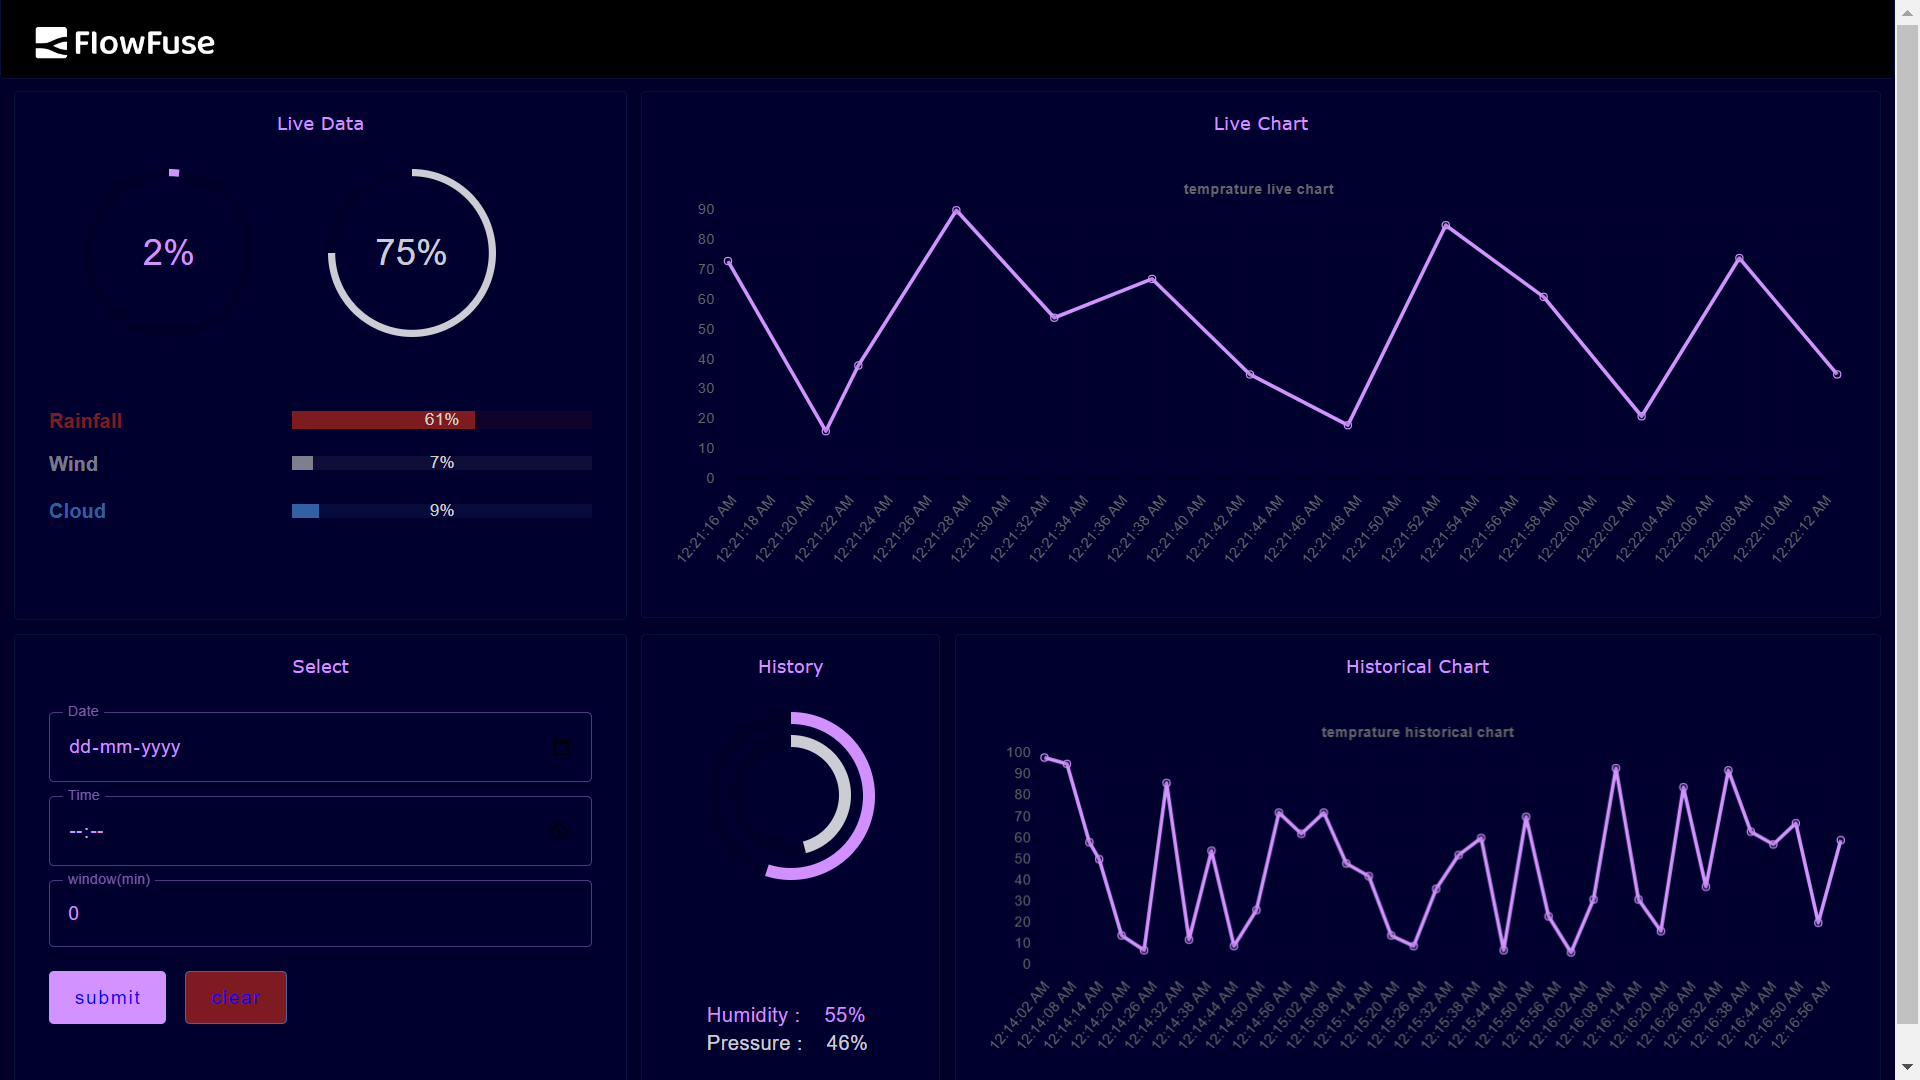 FlowFuse
Live Data
2%
75%
Rainfall 61%
Wind 7%
Cloud 9%
Live Chart
temprature live chart
90
80
70
60
50
40
30
20
10
0
12:21:16 AM
12:21:18 AM
12:21:20 AM
12:21:22 AM
12:21:24 AM
12:21:26 AM
12:21:28 AM
12:21:30 AM
12:21:32 AM
12:21:34 AM
12:21:36 AM
12:21:38 AM
12:21:40 AM
12:21:42 AM
12:21:44 AM
12:21:46 AM
12:21:48 AM
12:21:50 AM
12:21:52 AM
12:21:54 AM
12:21:56 AM
12:21:58 AM
12:22:00 AM
12:22:02 AM
12:22:04 AM
12:22:06 AM
12:22:08 AM
12:22:10 AM
12:22:12 AM
Select
Date
dd-mm-yyyy
Time
--:--
window(min)
0
submit
clear
History
Humidity : 55%
Pressure : 46%
Historical Chart
temprature historical chart
100
90
80
70
60
50
40
30
20
10
0
12:14:02 AM
12:14:08 AM
12:14:14 AM
12:14:20 AM
12:14:26 AM
12:14:32 AM
12:14:38 AM
12:14:44 AM
12:14:50 AM
12:14:56 AM
12:15:02 AM
12:15:08 AM
12:15:14 AM
12:15:20 AM
12:15:26 AM
12:15:32 AM
12:15:38 AM
12:15:44 AM
12:15:50 AM
12:15:56 AM
12:16:02 AM
12:16:08 AM
12:16:14 AM
12:16:20 AM
12:16:26 AM
12:16:32 AM
12:16:38 AM
12:16:44 AM
12:16:50 AM
12:16:56 AM